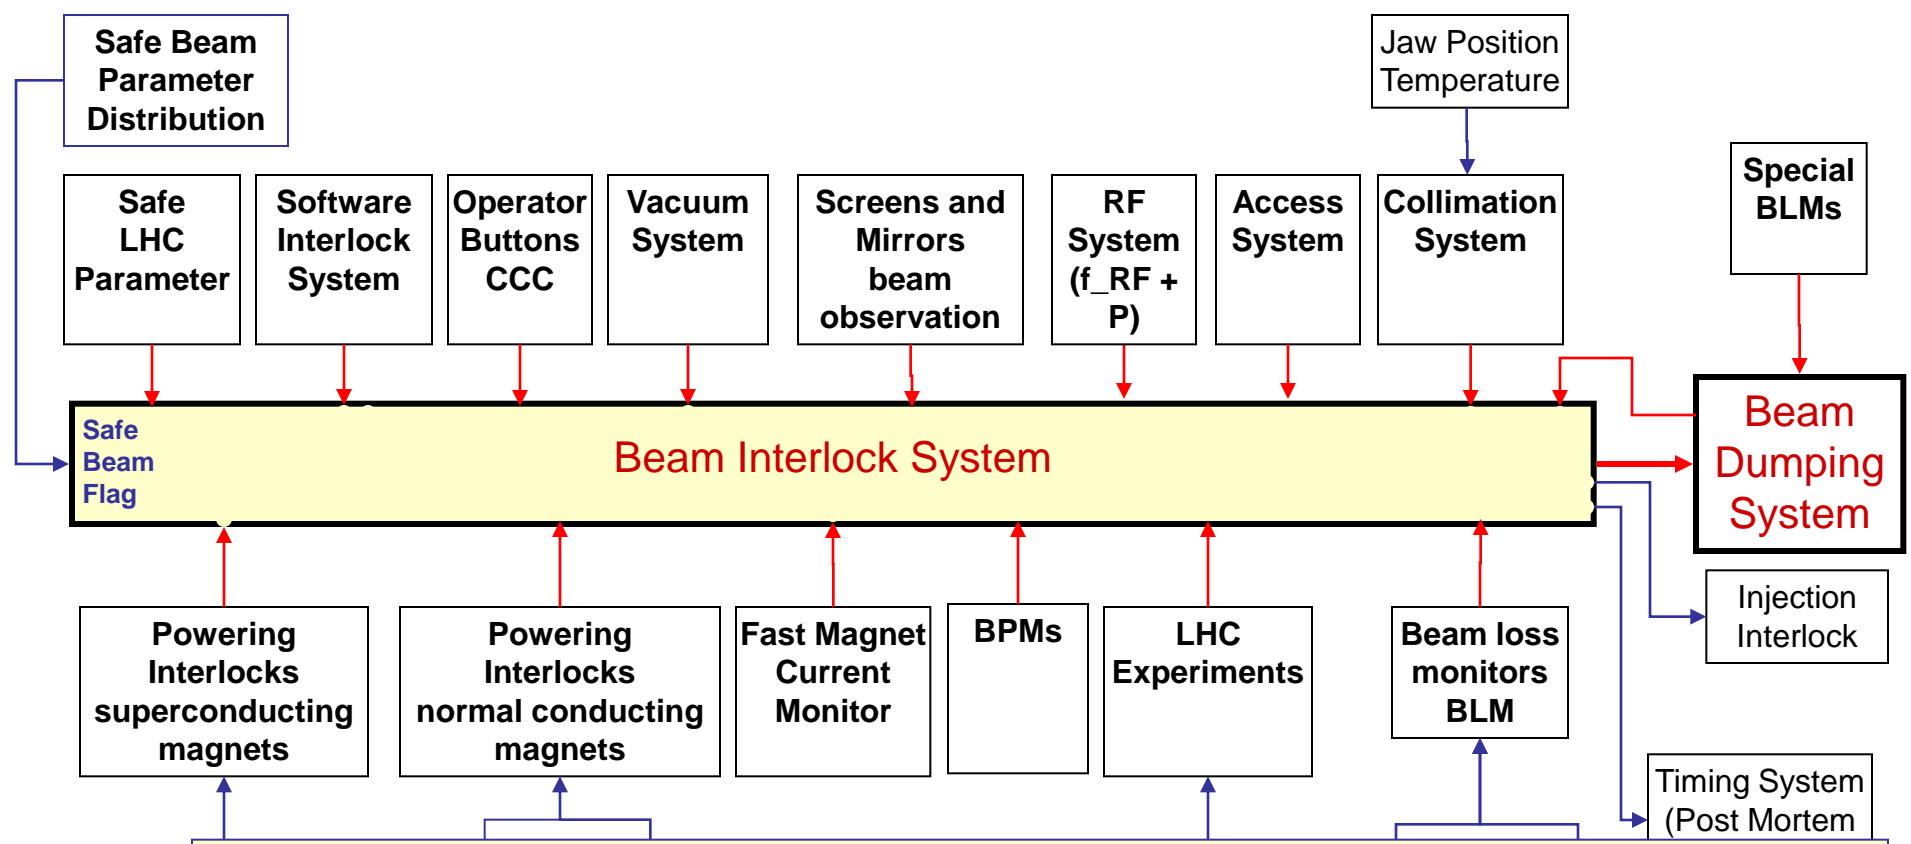 Safe Beam
Parameter
Distribution
Jaw Position
Temperature
Safe
LHC
Parameter
Software
Interlock
System
Operator
Buttons
CCC
Vacuum
System
Screens and
Mirrors
beam
observation
RF
System
(f_RF +
P)
Access
System
Collimation
System
Special
BLMs
Safe
Beam
Flag
Beam Interlock System
Beam
Dumping
System
Injection
Interlock
Powering
Interlocks
superconducting
magnets
Powering
Interlocks
normal conducting
magnets
Fast Magnet
Current
Monitor
BPMs
LHC
Experiments
Beam loss
monitors
BLM
Timing System
(Post Mortem